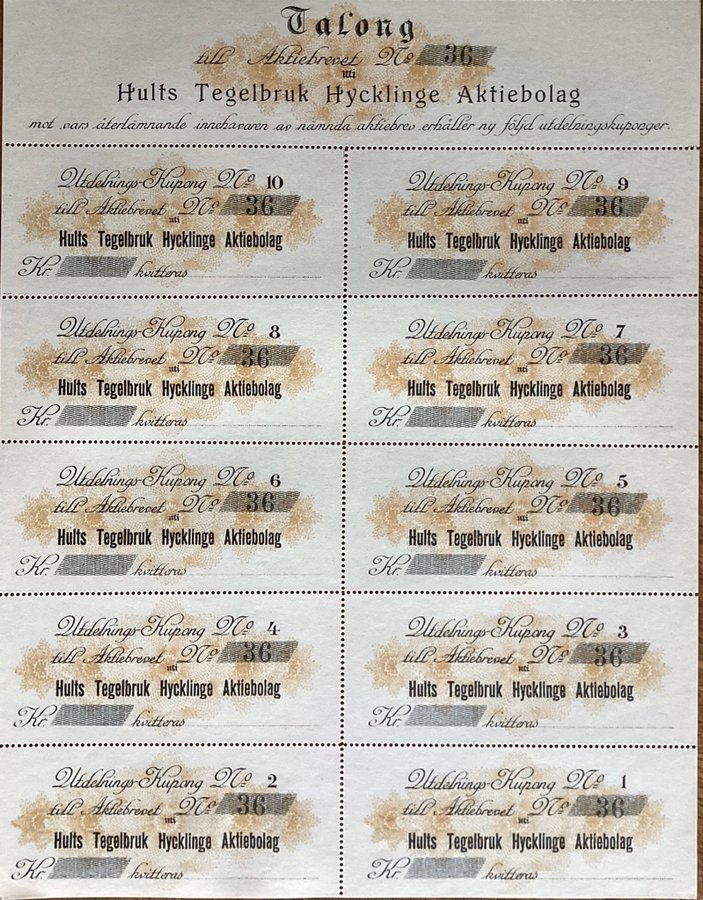 Talong
till Aktiebrevet No 36
uti
Hults Tegelbruk Hycklinge Aktiebolag
mot vars återlämnande innehavaren av nämnda aktiebrev erhåller ny följd utdelningskuponger.
Utdelnings-Kupong No 10
till Aktiebrevet No 36
uti
Hults Tegelbruk Hycklinge Aktiebolag
Kr. kvitteras
Utdelnings-Kupong No 9
till Aktiebrevet No 36
uti
Hults Tegelbruk Hycklinge Aktiebolag
Kr. kvitteras
Utdelnings-Kupong No 8
till Aktiebrevet No 36
uti
Hults Tegelbruk Hycklinge Aktiebolag
Kr. kvitteras
Utdelnings-Kupong No 7
till Aktiebrevet No 36
uti
Hults Tegelbruk Hycklinge Aktiebolag
Kr. kvitteras
Utdelnings-Kupong No 6
till Aktiebrevet No 36
uti
Hults Tegelbruk Hycklinge Aktiebolag
Kr. kvitteras
Utdelnings-Kupong No 5
till Aktiebrevet No 36
uti
Hults Tegelbruk Hycklinge Aktiebolag
Kr. kvitteras
Utdelnings-Kupong No 4
till Aktiebrevet No 36
uti
Hults Tegelbruk Hycklinge Aktiebolag
Kr. kvitteras
Utdelnings-Kupong No 3
till Aktiebrevet No 36
uti
Hults Tegelbruk Hycklinge Aktiebolag
Kr. kvitteras
Utdelnings-Kupong No 2
till Aktiebrevet No 36
uti
Hults Tegelbruk Hycklinge Aktiebolag
Kr. kvitteras
Utdelnings-Kupong No 1
till Aktiebrevet No 36
uti
Hults Tegelbruk Hycklinge Aktiebolag
Kr. kvitteras